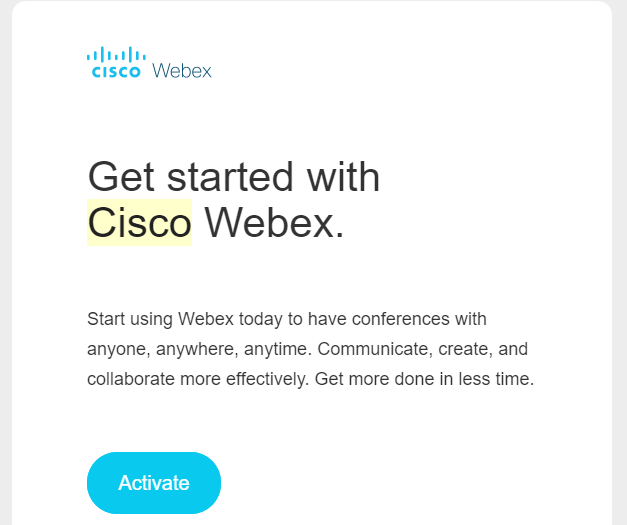 CISCO Webex
Get started with
Cisco Webex.
Start using Webex today to have conferences with
anyone, anywhere, anytime. Communicate, create, and
collaborate more effectively. Get more done in less time.
Activate